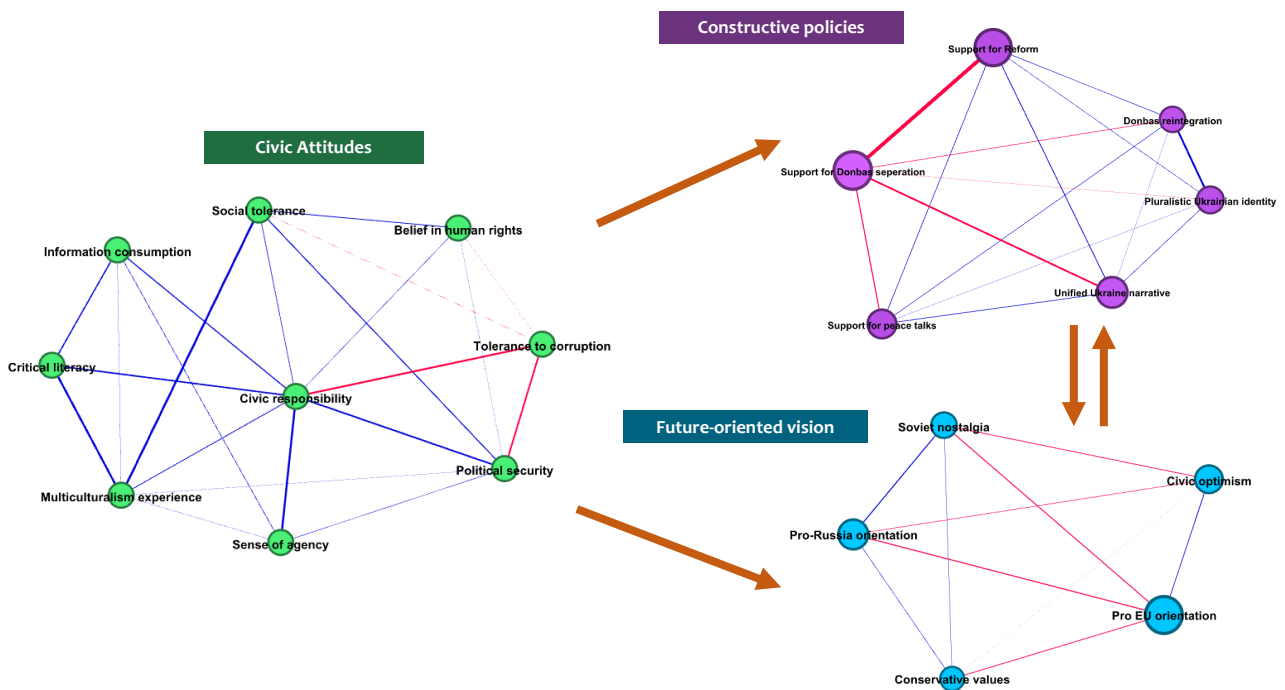 Constructive policies
Support for Reform
Donbas reintegration
Civic Attitudes
Support for Donbas seperation
Pluralistic Ukrainian identity
Social tolerance
Belief in human rights
Information consumption
Unified Ukraine narrative
Support for peace talks
Tolerance to corruption
Critical literacy
Civic responsibility
Future-oriented vision
Soviet nostalgia
Political security
Civic optimism
Multiculturalism experience
Pro-Russia orientation
Sense of agency
Pro EU orientation
Conservative values